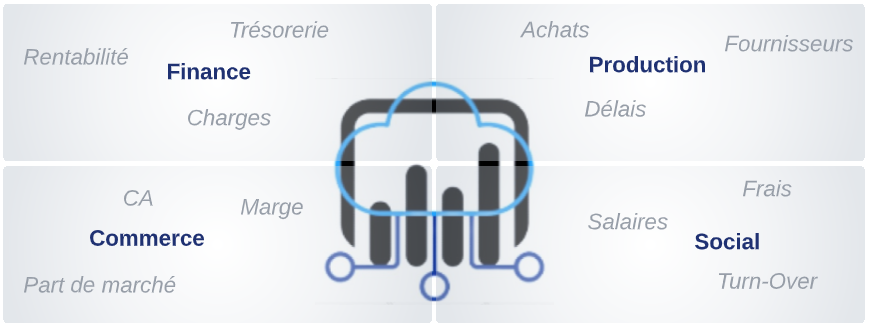 Trésorerie
Rentabilité
Finance
Charges
Achats
Fournisseurs
Production
Délais
CA
Marge
Commerce
Part de marché
Frais
Salaires
Social
Turn-Over